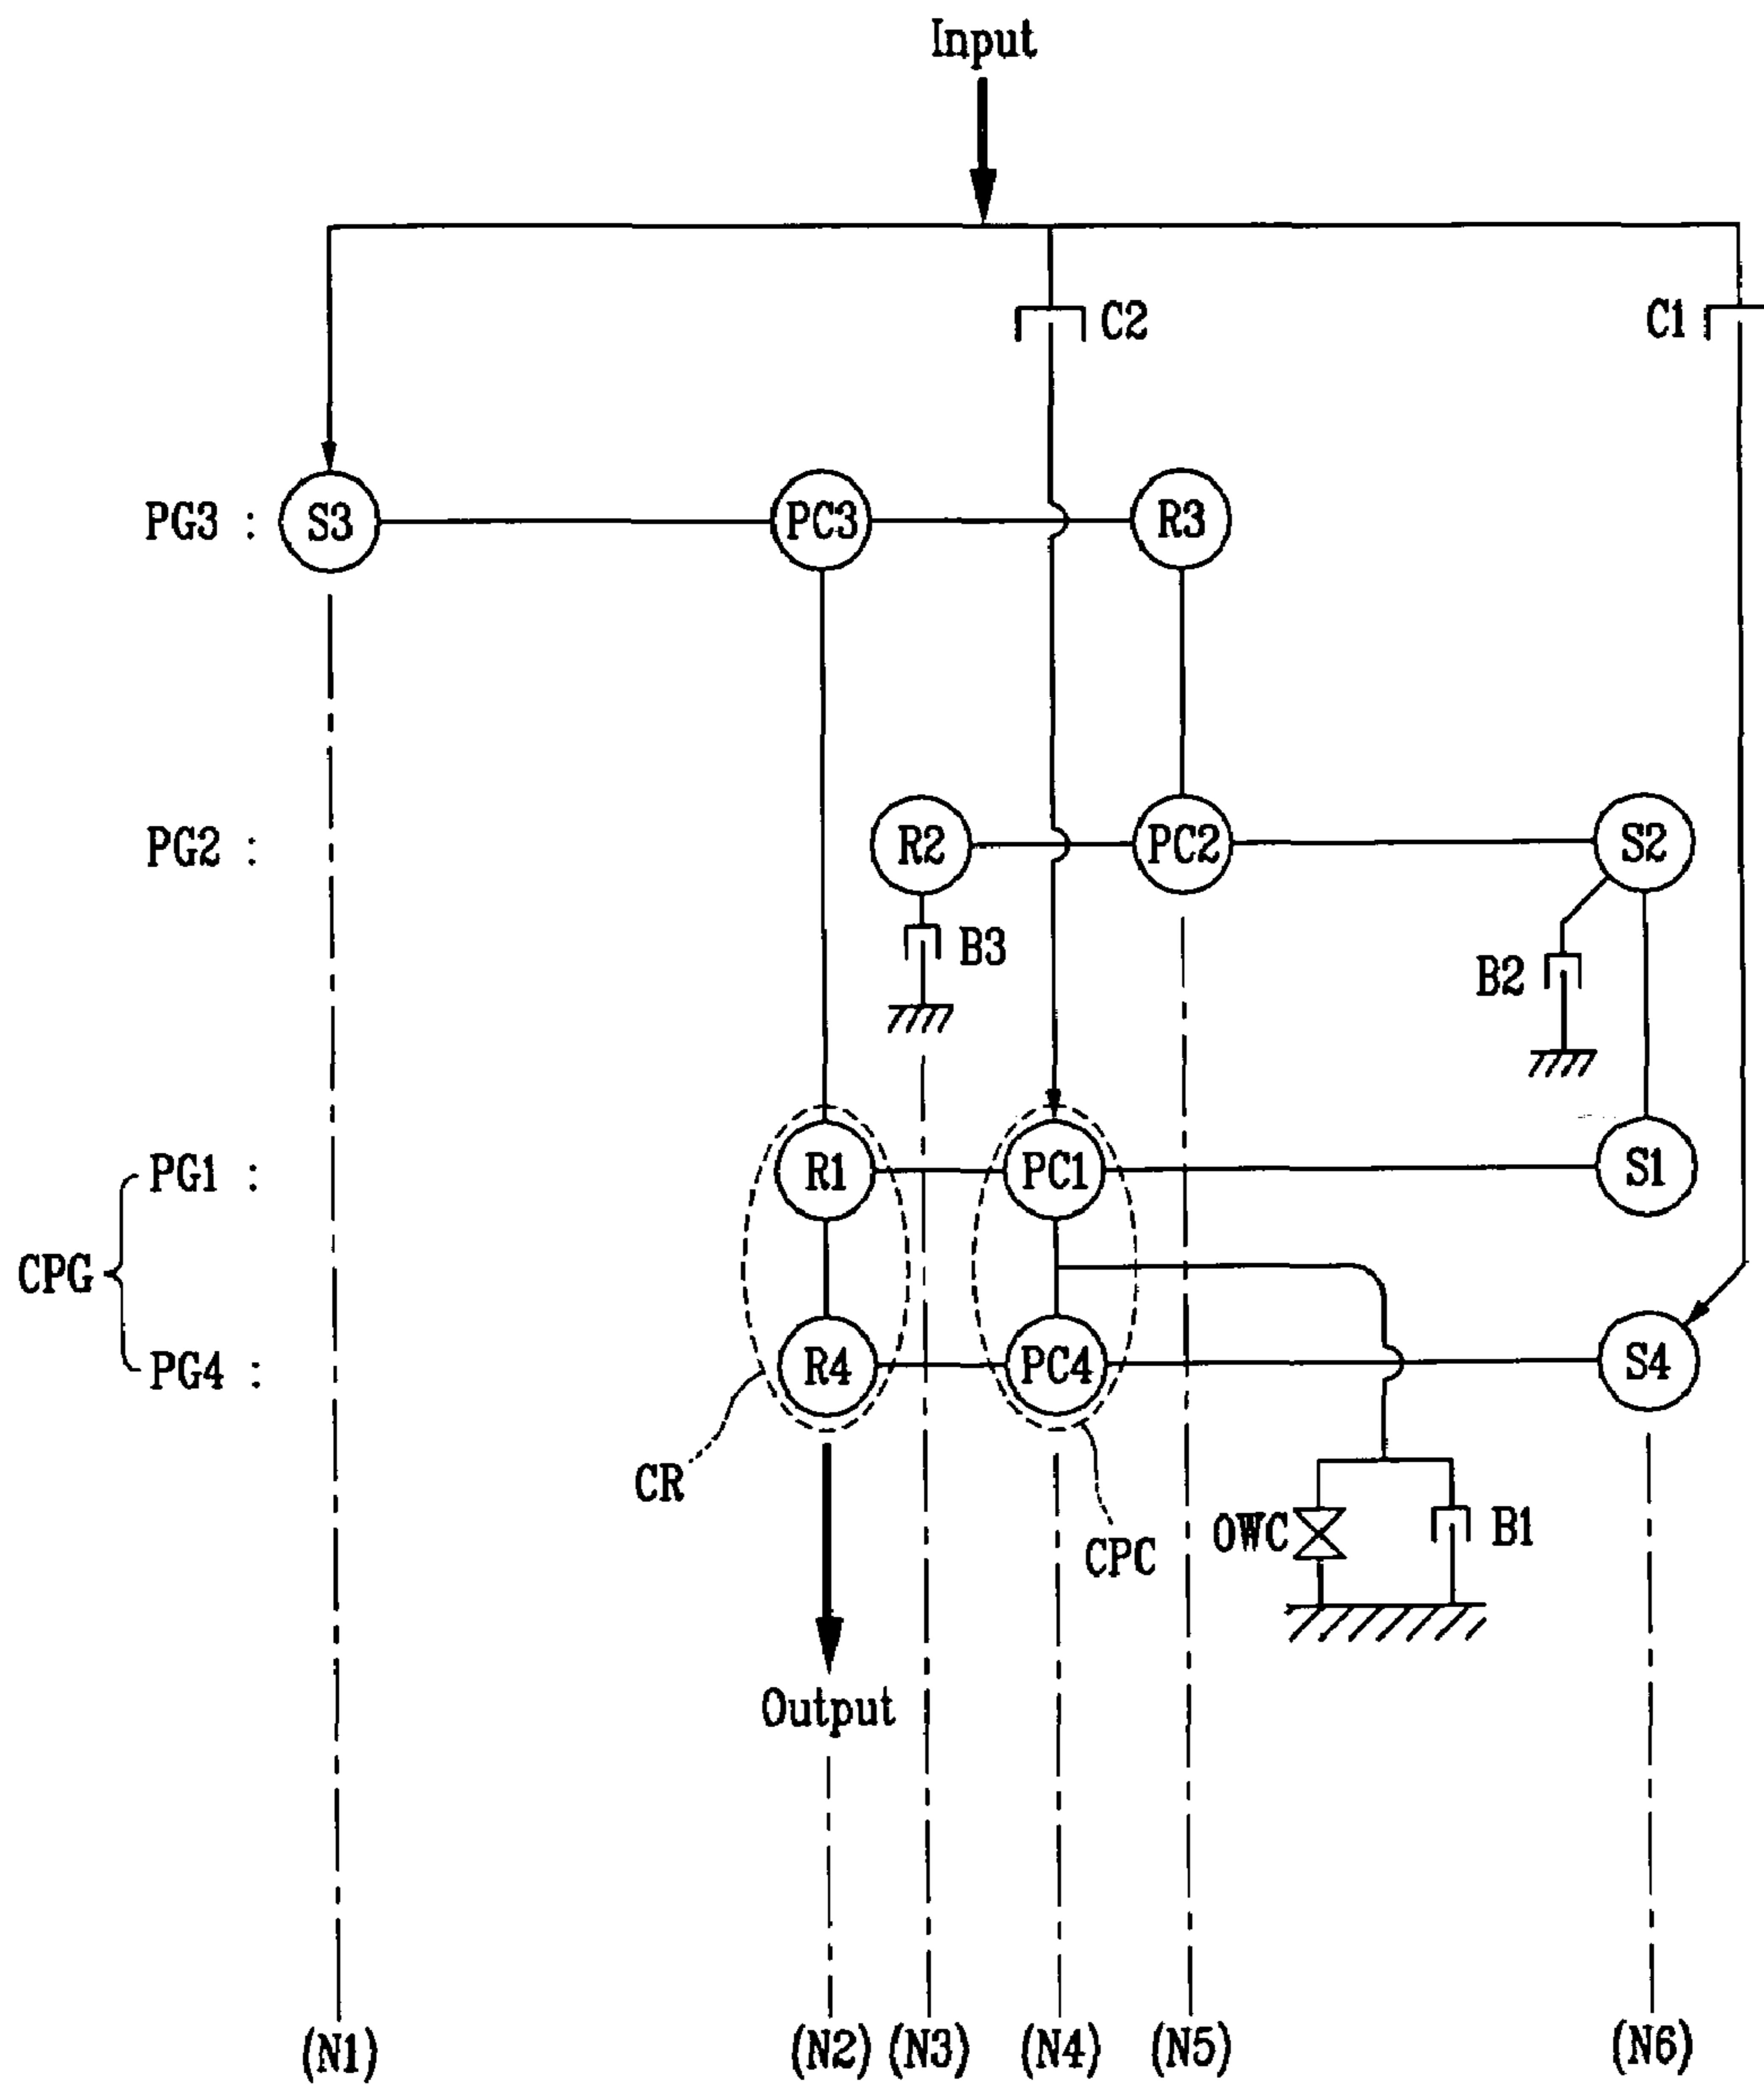 Input
C2
C1
PG3 : S3 PC3 R3
PG2 : R2 PC2 S2
B3
B2
PG1 : R1 PC1 S1
CPG
PG4 : R4 PC4 S4
CR
CPC
OWC
B1
Output
(N1) (N2) (N3) (N4) (N5) (N6)